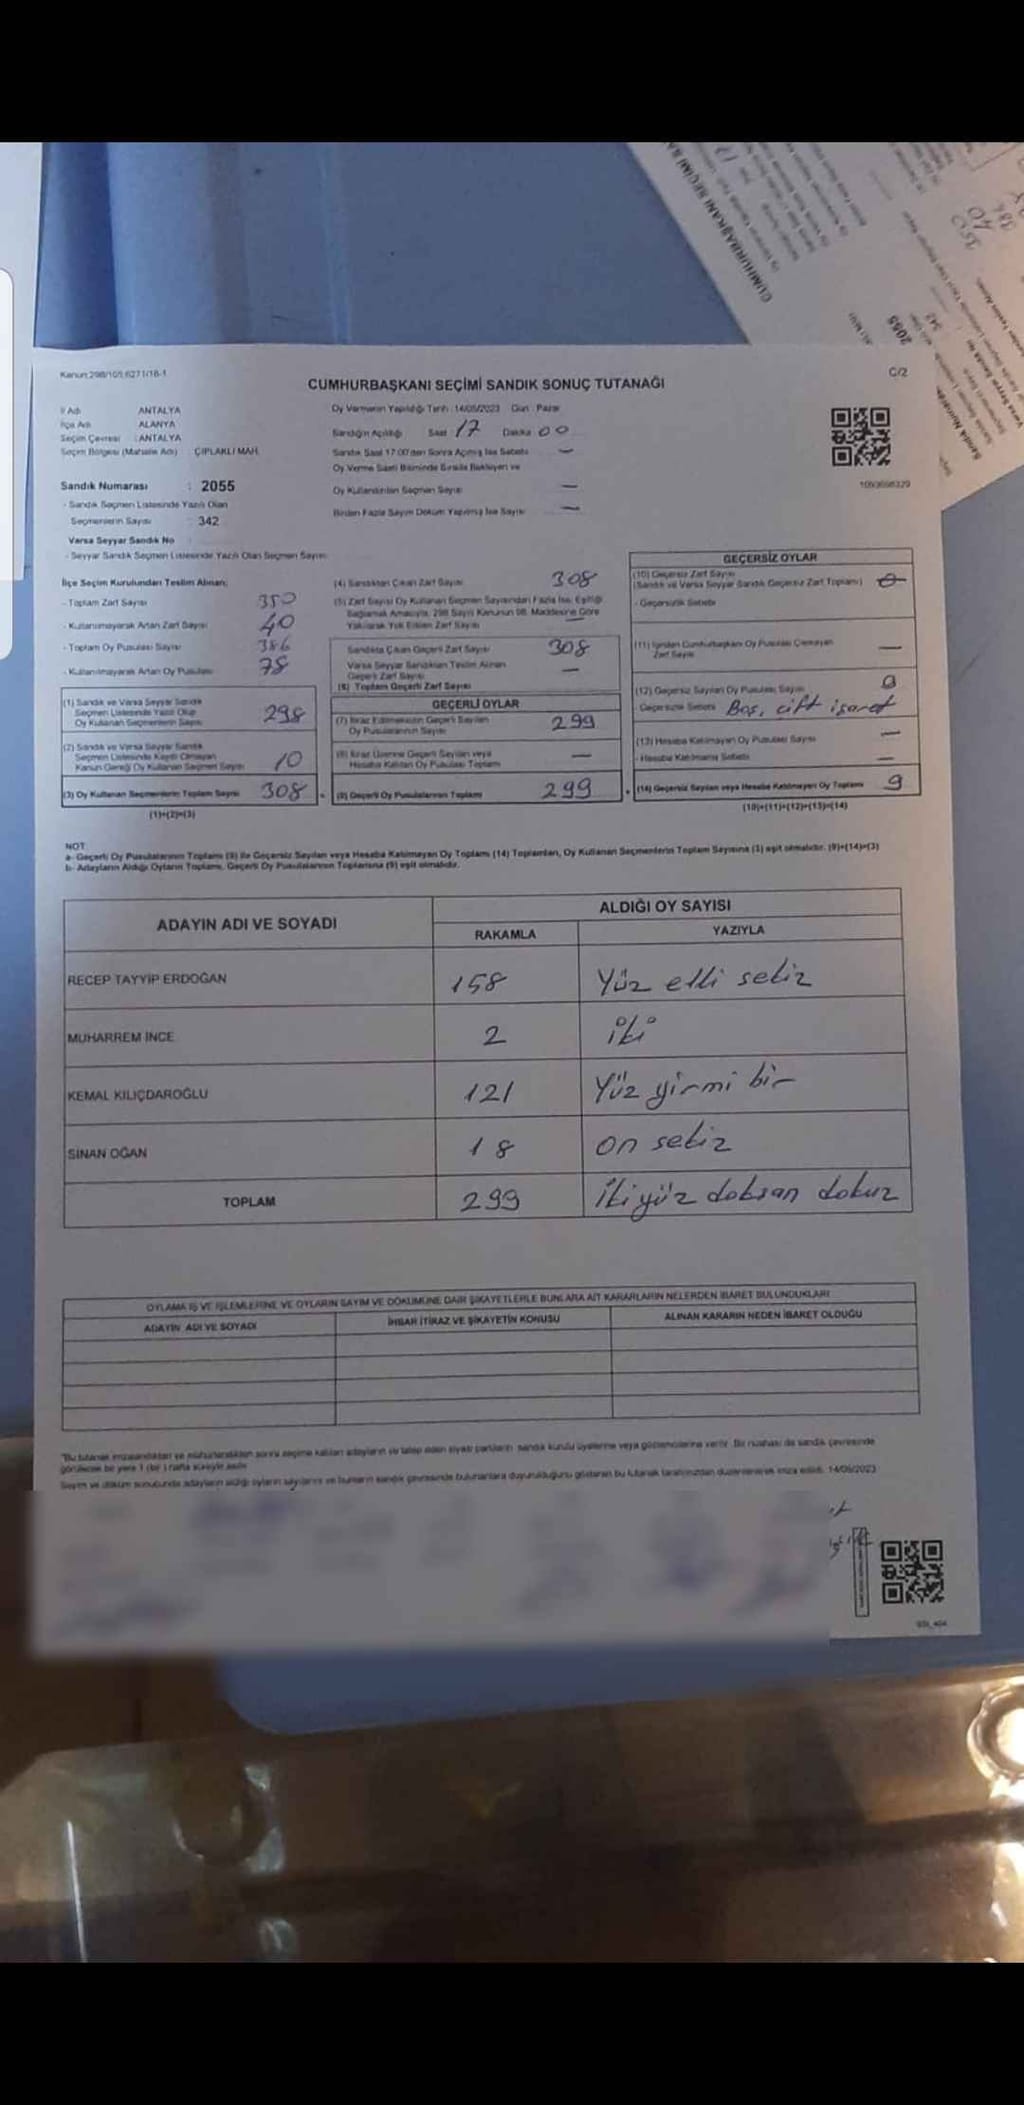 Kanun:298/105,6271/18-1
C/2
CUMHURBAŞKANI SEÇİMİ SANDIK SONUÇ TUTANAĞI
İl Adı ANTALYA
İlçe Adı ALANYA
Seçim Çevresi : ANTALYA
Seçim Bölgesi (Mahalle Adı) ÇIPLAKLI MAH.
Sandık Numarası : 2055
- Sandık Seçmen Listesinde Yazılı Olan
Seçmenlerin Sayısı 342
Varsa Seyyar Sandık No
- Seyyar Sandık Seçmen Listesinde Yazılı Olan Seçmen Sayısı
Oy Vermenin Yapıldığı Tarih : 14/05/2023 Gün : Pazar
Sandığın Açıldığı Saat 17 Dakika 00
Sandık Saat 17:00'den Sonra Açılmış İse Sebebi —
Oy Verme Saati Bitiminde Sırada Bekleyen ve
Oy Kullandırılan Seçmen Sayısı —
Birden Fazla Sayım Döküm Yapılmış İse Sayısı —
1093698329
İlçe Seçim Kurulundan Teslim Alınan;
- Toplam Zarf Sayısı 350
- Kullanılmayarak Artan Zarf Sayısı 40
- Toplam Oy Pusulası Sayısı 386
- Kullanılmayarak Artan Oy Pusulası 78
(1) Sandık ve Varsa Seyyar Sandık
Seçmen Listesinde Yazılı Olup
Oy Kullanan Seçmenlerin Sayısı 298
(2) Sandık ve Varsa Seyyar Sandık
Seçmen Listesinde Kayıtlı Olmayan
Kanun Gereği Oy Kullanan Seçmen Sayısı 10
(3) Oy Kullanan Seçmenlerin Toplam Sayısı 308
(1)+(2)=(3)
(4) Sandıktan Çıkan Zarf Sayısı 308
(5) Zarf Sayısı Oy Kullanan Seçmen Sayısından Fazla İse, Eşitliği
Sağlamak Amacıyla, 298 Sayılı Kanunun 98. Maddesine Göre
Yakılarak Yok Edilen Zarf Sayısı —
Sandıkta Çıkan Geçerli Zarf Sayısı 308
Varsa Seyyar Sandıktan Teslim Alınan
Geçerli Zarf Sayısı —
(6) Toplam Geçerli Zarf Sayısı
GEÇERLİ OYLAR
(7) İtiraz Edilmeksizin Geçerli Sayılan
Oy Pusulalarının Sayısı 299
(8) İtiraz Üzerine Geçerli Sayılan veya
Hesaba Katılan Oy Pusulası Toplamı —
(9) Geçerli Oy Pusulalarının Toplamı 299
GEÇERSİZ OYLAR
(10) Geçersiz Zarf Sayısı
(Sandık ve Varsa Seyyar Sandık Geçersiz Zarf Toplamı) 0
- Geçersizlik Sebebi
(11) İçinden Cumhurbaşkanı Oy Pusulası Çıkmayan
Zarf Sayısı —
(12) Geçersiz Sayılan Oy Pusulası Sayısı 9
Geçersizlik Sebebi Boş, çift işaret
(13) Hesaba Katılmayan Oy Pusulası Sayısı —
- Hesaba Katılmama Sebebi —
(14) Geçersiz Sayılan veya Hesaba Katılmayan Oy Toplamı 9
(10)+(11)+(12)+(13)=(14)
NOT
a- Geçerli Oy Pusulalarının Toplamı (9) ile Geçersiz Sayılan veya Hesaba Katılmayan Oy Toplamı (14) Toplamları, Oy Kullanan Seçmenlerin Toplam Sayısına (3) eşit olmalıdır. (9)+(14)=(3)
b- Adayların Aldığı Oyların Toplamı, Geçerli Oy Pusulalarının Toplamına (9) eşit olmalıdır.
ADAYIN ADI VE SOYADI
ALDIĞI OY SAYISI
RAKAMLA YAZIYLA
RECEP TAYYİP ERDOĞAN 158 Yüz elli sekiz
MUHARREM İNCE 2 iki
KEMAL KILIÇDAROĞLU 121 Yüz yirmi bir
SİNAN OĞAN 18 on sekiz
TOPLAM 299 İkiyüz doksan dokuz
OYLAMA İŞ VE İŞLEMLERİNE VE OYLARIN SAYIM VE DÖKÜMÜNE DAİR ŞİKAYETLERLE BUNLARA AİT KARARLARIN NELERDEN İBARET BULUNDUKLARI
ADAYIN ADI VE SOYADI İHBAR İTİRAZ VE ŞİKAYETİN KONUSU ALINAN KARARIN NEDEN İBARET OLDUĞU
"Bu tutanak imzalandıktan ve mühürlendikten sonra seçime katılan adayların ve talep eden siyasi partilerin sandık kurulu üyelerine veya gözlemcilerine verilir. Bir nüshası da sandık çevresinde
görülecek bir yere 1 (bir) hafta süreyle asılır.
Sayım ve döküm sonucunda adayların aldığı oyların sayılarını ve bunların sandık çevresinde bulunanlara duyurulduğunu gösteren bu tutanak tarafımızdan düzenlenerek imza edildi. 14/05/2023